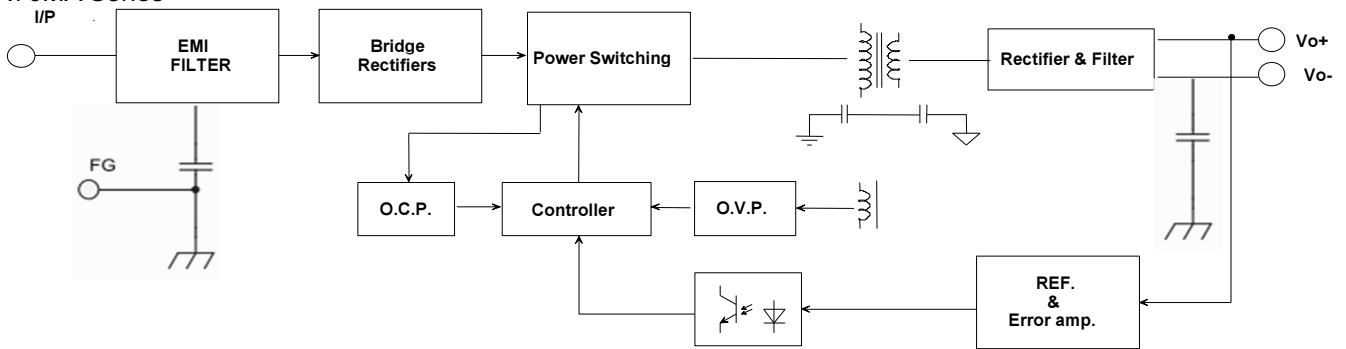 I/P
EMI
FILTER
Bridge
Rectifiers
Power Switching
Rectifier & Filter
Vo+
Vo-
FG
O.C.P.
Controller
O.V.P.
REF.
&
Error amp.